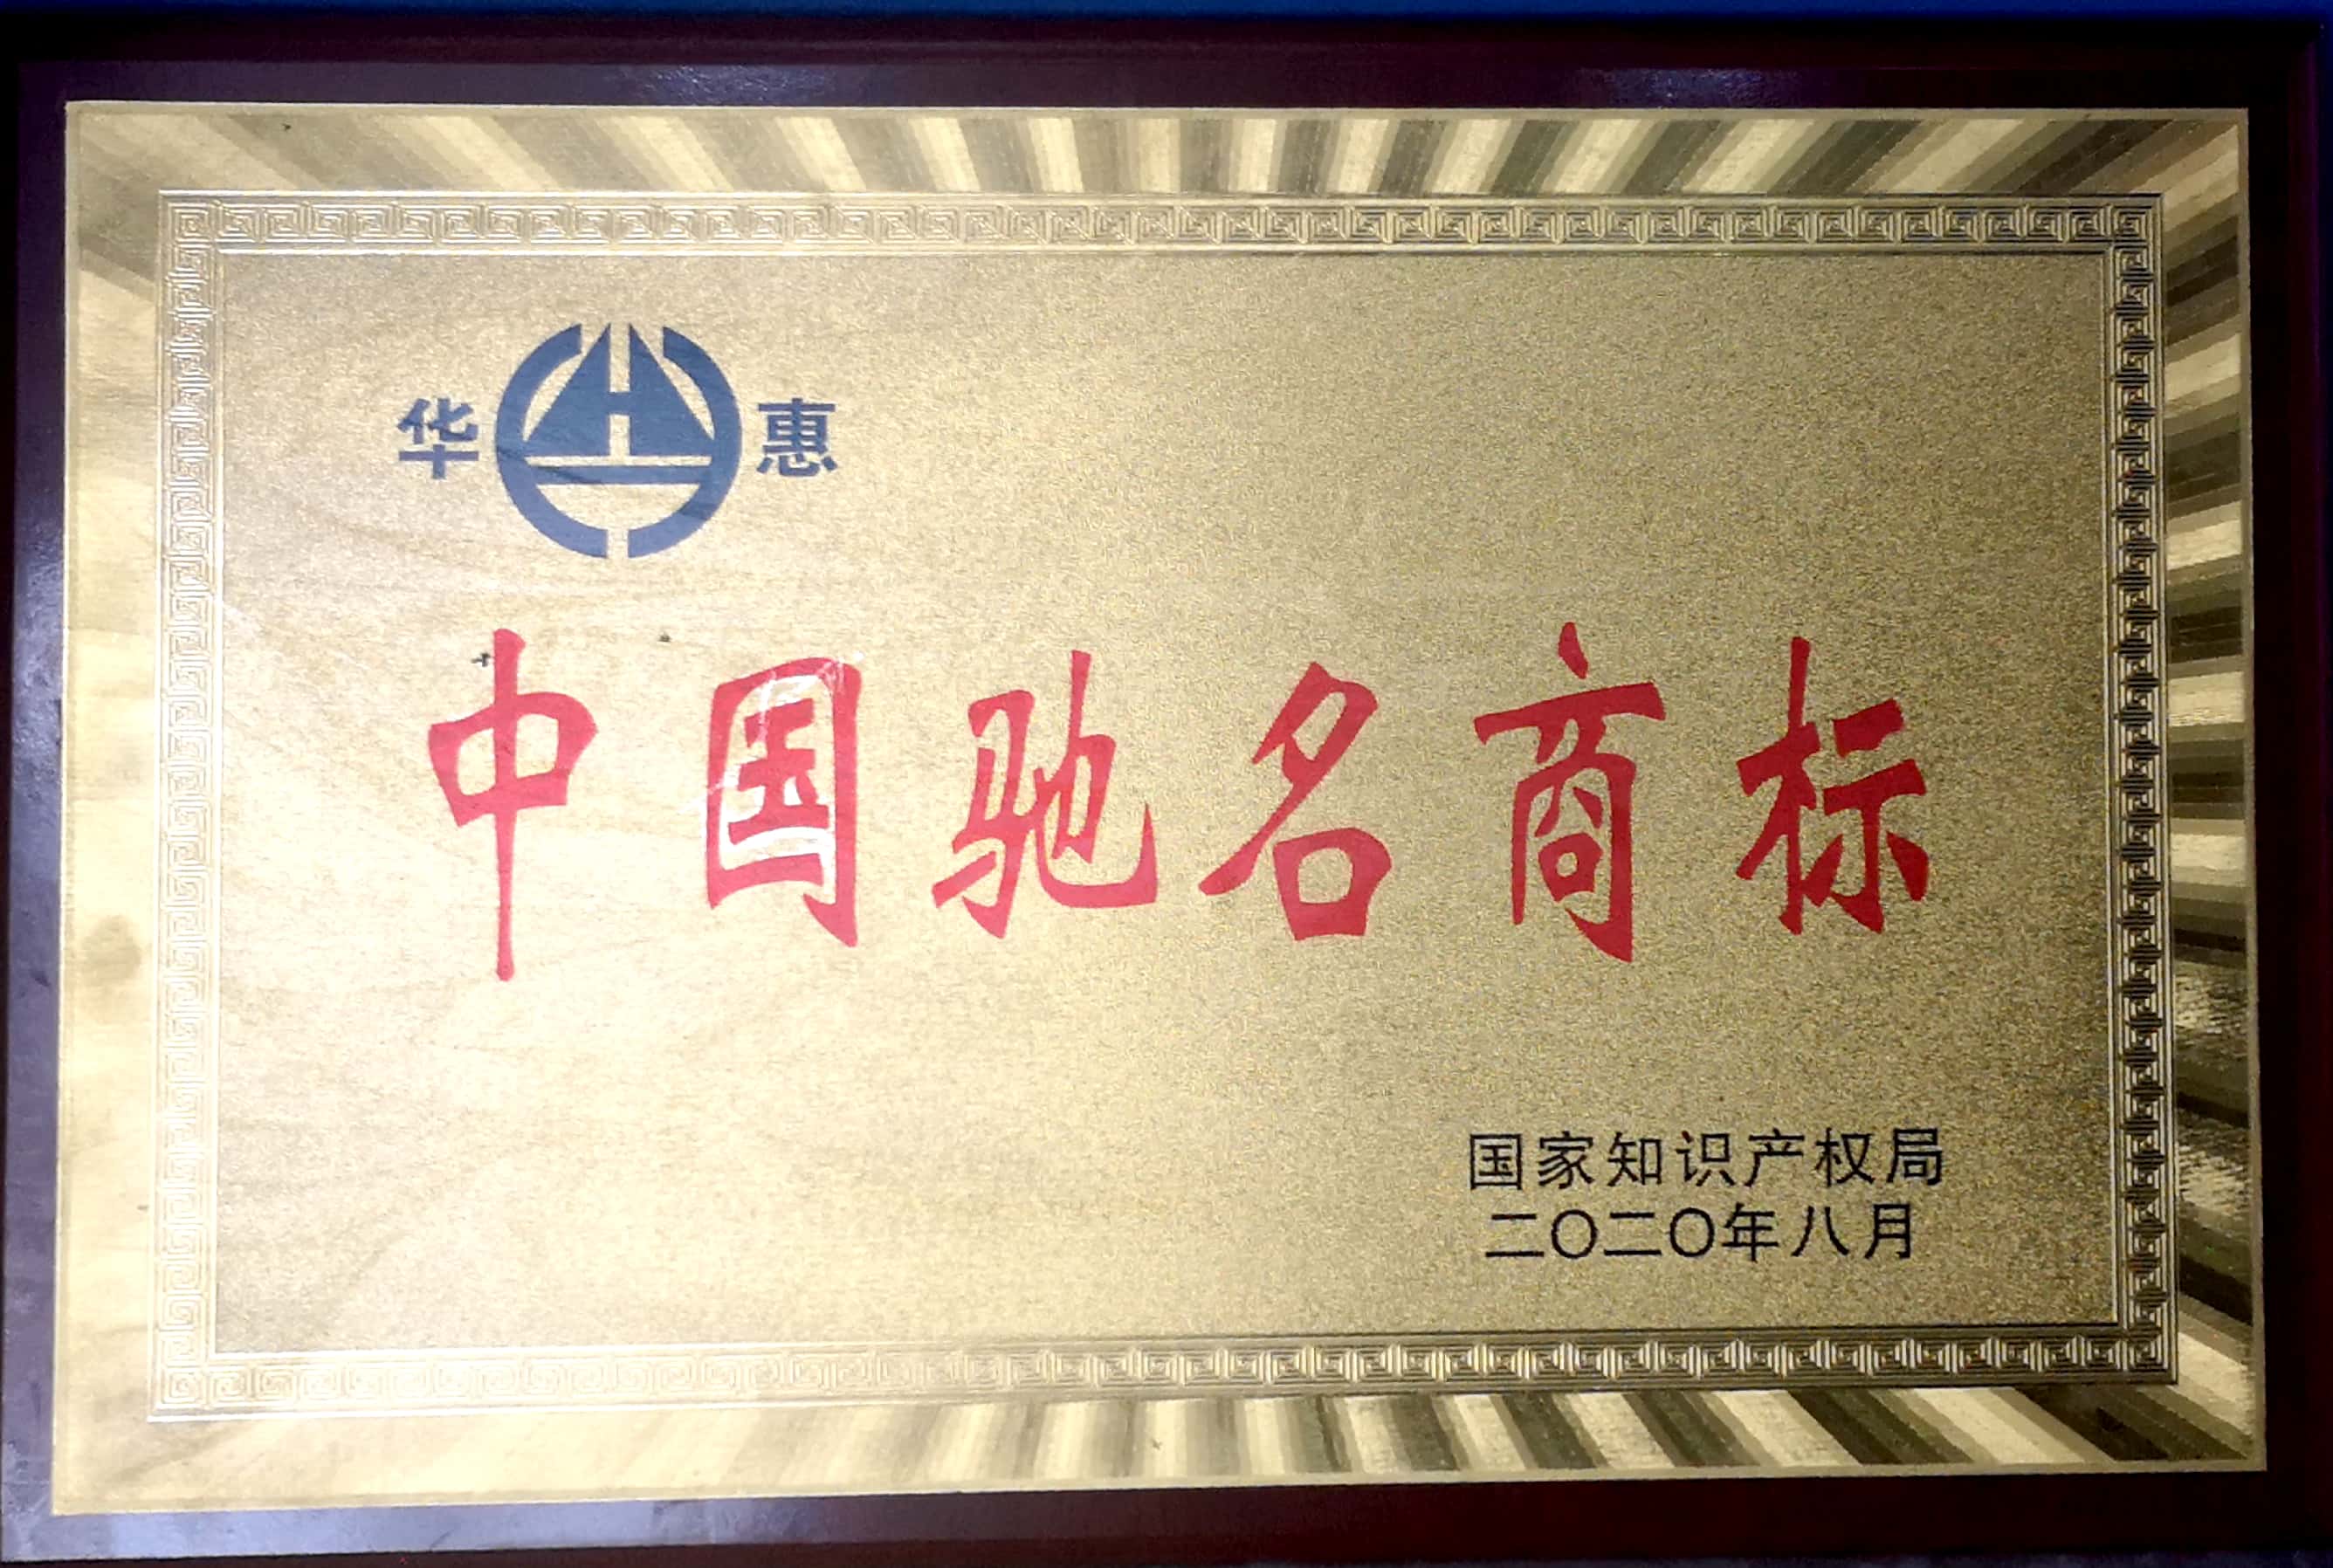 华惠
中国驰名商标
国家知识产权局
二〇二〇年八月